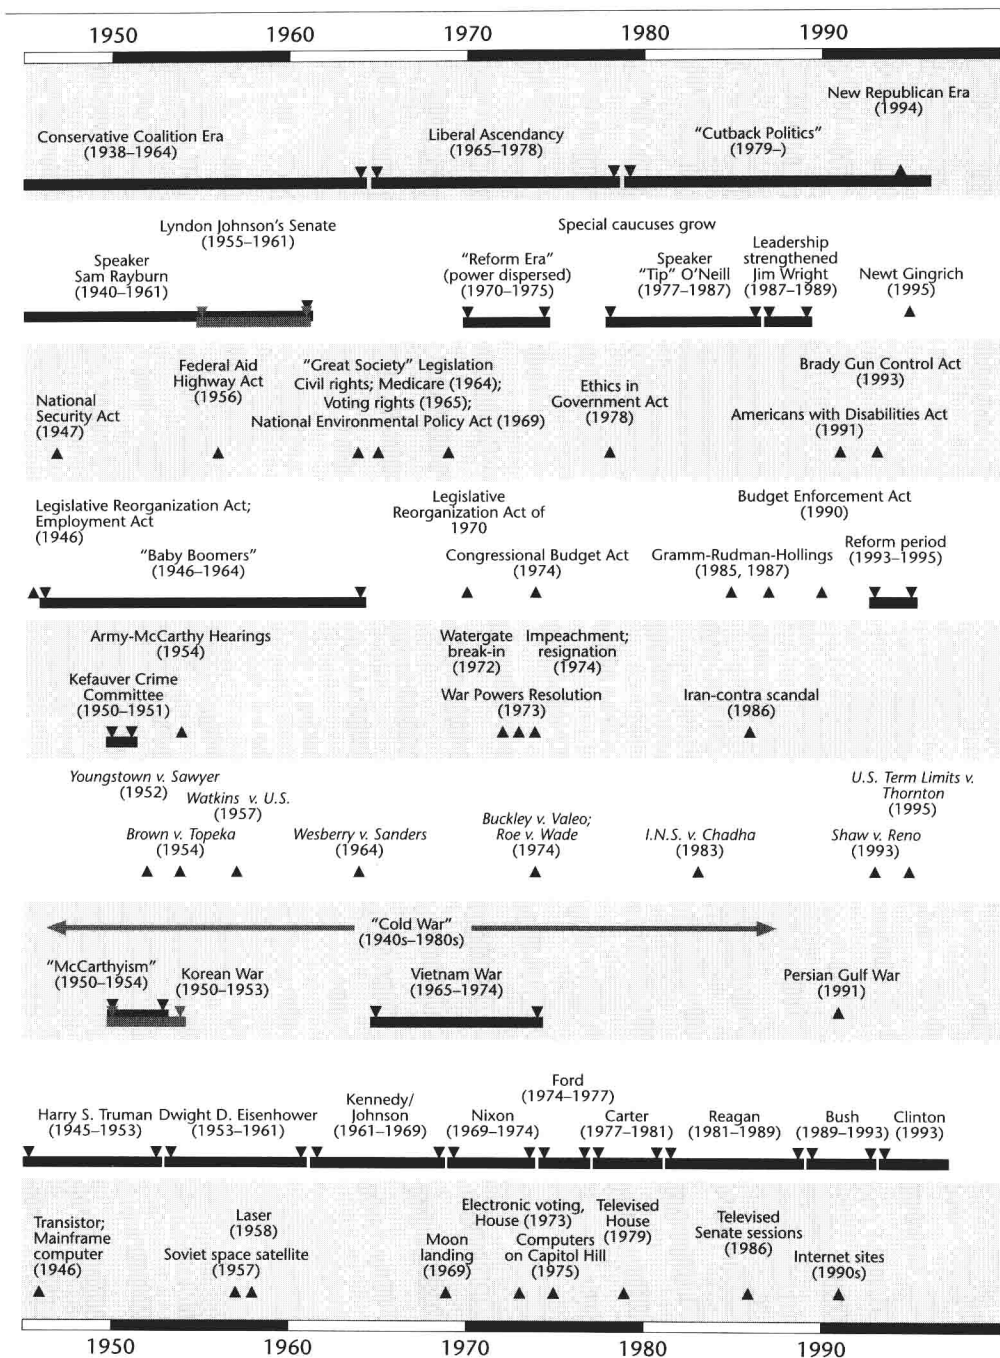 1950 1960 1970 1980 1990
New Republican Era
(1994)
Conservative Coalition Era
(1938–1964)
Liberal Ascendancy
(1965–1978)
“Cutback Politics”
(1979–)
Lyndon Johnson’s Senate
(1955–1961)
Special caucuses grow
Speaker
Sam Rayburn
(1940–1961)
“Reform Era”
(power dispersed)
(1970–1975)
Speaker
“Tip” O’Neill
(1977–1987)
Leadership
strengthened
Jim Wright
(1987–1989)
Newt Gingrich
(1995)
National
Security Act
(1947)
Federal Aid
Highway Act
(1956)
“Great Society” Legislation
Civil rights; Medicare (1964);
Voting rights (1965);
National Environmental Policy Act (1969)
Ethics in
Government Act
(1978)
Brady Gun Control Act
(1993)
Americans with Disabilities Act
(1991)
Legislative Reorganization Act;
Employment Act
(1946)
“Baby Boomers”
(1946–1964)
Legislative
Reorganization Act of
1970
Congressional Budget Act
(1974)
Budget Enforcement Act
(1990)
Gramm-Rudman-Hollings
(1985, 1987)
Reform period
(1993–1995)
Army-McCarthy Hearings
(1954)
Kefauver Crime
Committee
(1950–1951)
Watergate
break-in
(1972)
Impeachment;
resignation
(1974)
War Powers Resolution
(1973)
Iran-contra scandal
(1986)
Youngstown v. Sawyer
(1952)
Watkins v. U.S.
(1957)
Brown v. Topeka
(1954)
Wesberry v. Sanders
(1964)
Buckley v. Valeo;
Roe v. Wade
(1974)
I.N.S. v. Chadha
(1983)
U.S. Term Limits v.
Thornton
(1995)
Shaw v. Reno
(1993)
“Cold War”
(1940s–1980s)
“McCarthyism”
(1950–1954)
Korean War
(1950–1953)
Vietnam War
(1965–1974)
Persian Gulf War
(1991)
Harry S. Truman
(1945–1953)
Dwight D. Eisenhower
(1953–1961)
Kennedy/
Johnson
(1961–1969)
Nixon
(1969–1974)
Ford
(1974–1977)
Carter
(1977–1981)
Reagan
(1981–1989)
Bush
(1989–1993)
Clinton
(1993)
Transistor;
Mainframe
computer
(1946)
Laser
(1958)
Soviet space satellite
(1957)
Moon
landing
(1969)
Electronic voting,
House (1973)
Computers
on Capitol Hill
(1975)
Televised
House
(1979)
Televised
Senate sessions
(1986)
Internet sites
(1990s)
1950 1960 1970 1980 1990